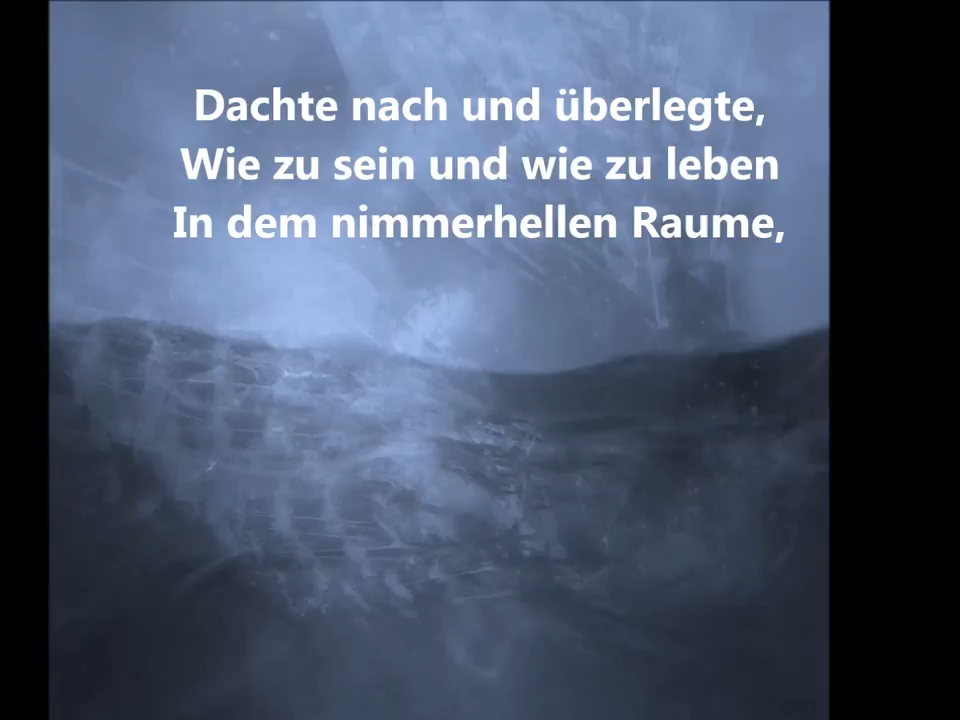 Dachte nach und überlegte,
Wie zu sein und wie zu leben
In dem nimmerhellen Raume,